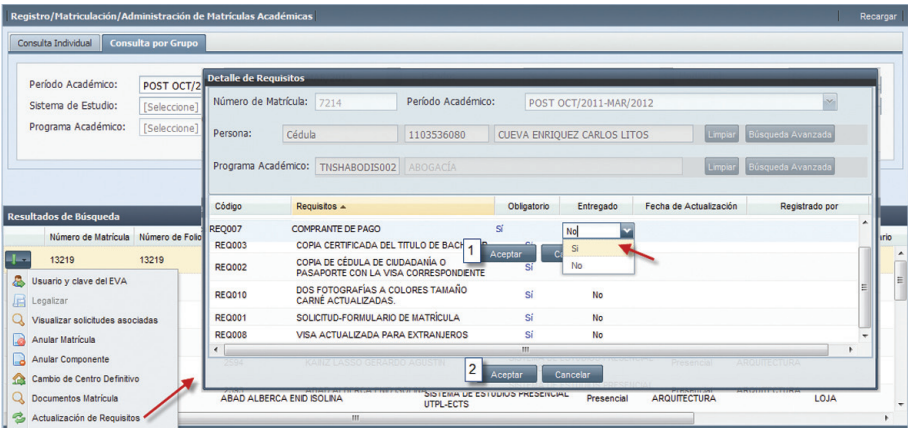 Registro/Matriculación/Administración de Matrículas Académicas Recargar
Consulta Individual Consulta por Grupo
Período Académico: POST OCT/2
Sistema de Estudio: [Seleccione]
Programa Académico: [Seleccione]
Detalle de Requisitos
Número de Matrícula: 7214 Período Académico: POST OCT/2011-MAR/2012
Persona: Cédula 1103536080 CUEVA ENRIQUEZ CARLOS LITOS Limpiar Búsqueda Avanzada
Programa Académico: TNSHABODIS002 ABOGACÍA Limpiar Búsqueda Avanzada
Código Requisitos Obligatorio Entregado Fecha de Actualización Registrado por
REQ007 COMPRANTE DE PAGO Sí No
Si
No
1 Aceptar
REQ003 COPIA CERTIFICADA DEL TITULO DE
REQ002 COPIA DE CÉDULA DE CIUDADANÍA O
PASAPORTE CON LA VISA CORRESPONDIENTE Sí
REQ010 DOS FOTOGRAFÍAS A COLORES TAMAÑO
CARNÉ ACTUALIZADAS. Sí No
REQ001 SOLICITUD-FORMULARIO DE MATRÍCULA Sí No
REQ008 VISA ACTUALIZADA PARA EXTRANJEROS Sí No
2 Aceptar Cancelar
Resultados de Búsqueda
Número de Matrícula Número de Folio
13219 13219
Usuario y clave del EVA
Legalizar
Visualizar solicitudes asociadas
Anular Matrícula
Anular Componente
Cambio de Centro Definitivo
Documentos Matrícula
Actualización de Requisitos
KAINZ LASSO GERARDO AGUSTIN Presencial ARQUITECTURA
ABAD ALBERCA ENID ISOLINA SISTEMA DE ESTUDIOS PRESENCIAL
UTPL-ECTS Presencial ARQUITECTURA LOJA